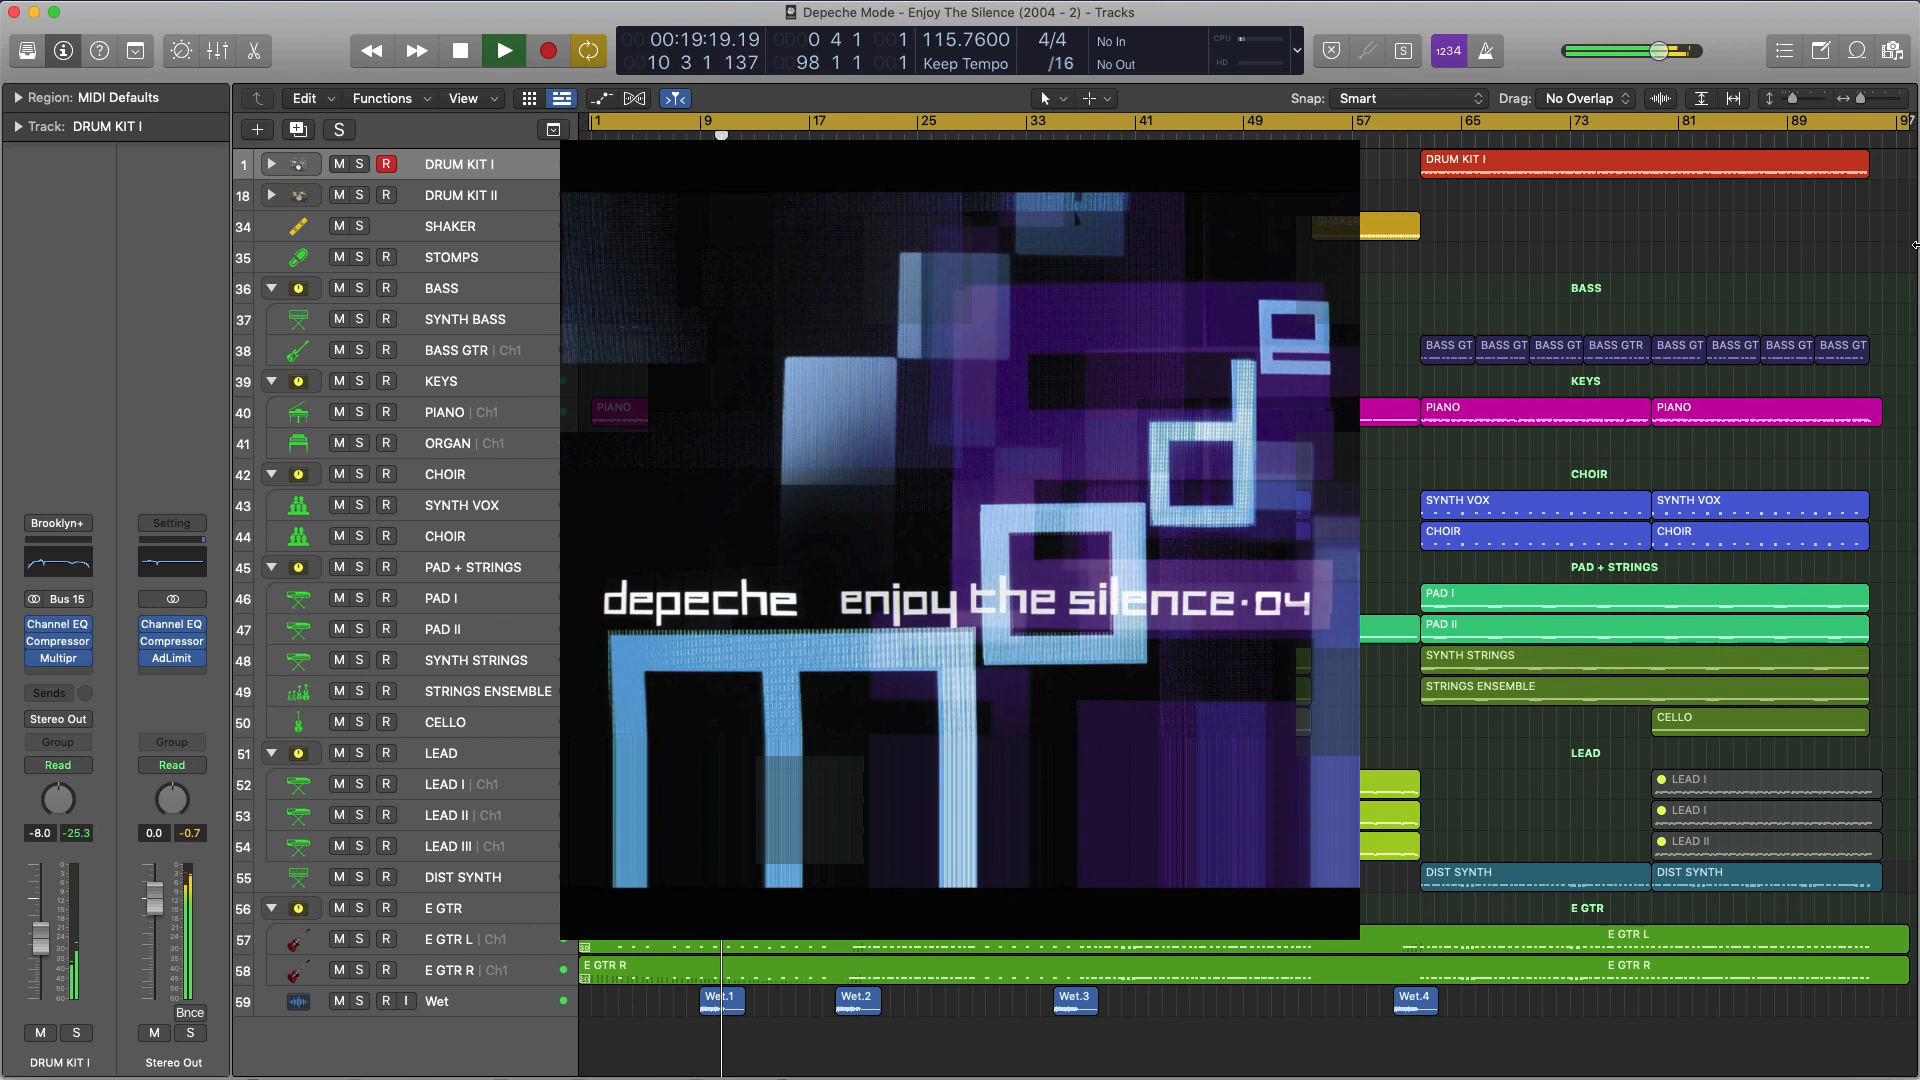 Depeche Mode - Enjoy The Silence (2004 - 2) - Tracks
00:19:19.19
10 3 1 137
0 4 1 1
98 1 1 1
115.7600
Keep Tempo
4/4
/16
No In
No Out
CPU
HD
1234
Region: MIDI Defaults
Track: DRUM KIT I
Edit
Functions
View
Snap: Smart
Drag: No Overlap
S
1 9 17 25 33 41 49 57 65 73 81 89 97
1 M S R DRUM KIT I
18 M S R DRUM KIT II
34 M S SHAKER
35 M S R STOMPS
36 M S R BASS
37 M S R SYNTH BASS
38 M S R BASS GTR | Ch1
39 M S R KEYS
40 M S R PIANO | Ch1
41 M S R ORGAN | Ch1
42 M S R CHOIR
43 M S R SYNTH VOX
44 M S R CHOIR
45 M S R PAD + STRINGS
46 M S R PAD I
47 M S R PAD II
48 M S R SYNTH STRINGS
49 M S R STRINGS ENSEMBLE
50 M S R CELLO
51 M S R LEAD
52 M S R LEAD I | Ch1
53 M S R LEAD II | Ch1
54 M S R LEAD III | Ch1
55 M S R DIST SYNTH
56 M S R E GTR
57 M S R E GTR L | Ch1
58 M S R E GTR R | Ch1
59 M S R I Wet
depeche enjoy the silence·04
mode
PIANO
SHAKER
DRUM KIT I
BASS
BASS GT BASS GT BASS GT BASS GTR BASS GT BASS GT BASS GT BASS GT
KEYS
PIANO PIANO
CHOIR
SYNTH VOX SYNTH VOX
CHOIR CHOIR
PAD + STRINGS
PAD I
PAD II
SYNTH STRINGS
STRINGS ENSEMBLE
CELLO
LEAD
LEAD I
LEAD I
LEAD II
DIST SYNTH DIST SYNTH
E GTR
E GTR L
E GTR R E GTR R
Wet.1 Wet.2 Wet.3 Wet.4
Brooklyn+ Setting
Bus 15
Channel EQ Channel EQ
Compressor Compressor
Multipr AdLimit
Sends
Stereo Out
Group Group
Read Read
-8.0 -25.3 0.0 -0.7
Bnce
M S M S
DRUM KIT I Stereo Out